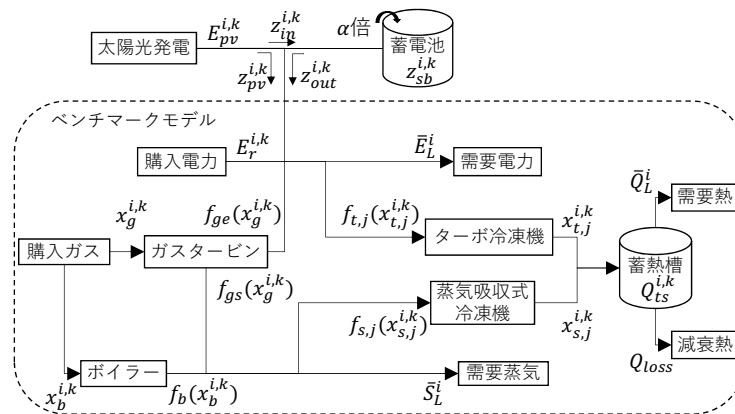 太陽光発電
E_{pv}^{i,k}
z_{in}^{i,k}
α倍
蓄電池
z_{sb}^{i,k}
z_{pv}^{i,k}
z_{out}^{i,k}
ベンチマークモデル
購入電力
E_r^{i,k}
Ē_L^i
需要電力
Q̄_L^i
需要熱
x_g^{i,k}
f_{ge}(x_g^{i,k})
f_{t,j}(x_{t,j}^{i,k})
x_{t,j}^{i,k}
購入ガス
ガスタービン
ターボ冷凍機
蓄熱槽
Q_{ts}^{i,k}
f_{gs}(x_g^{i,k})
蒸気吸収式
冷凍機
f_{s,j}(x_{s,j}^{i,k})
x_{s,j}^{i,k}
減衰熱
Q_{loss}
ボイラー
需要蒸気
x_b^{i,k}
f_b(x_b^{i,k})
S̄_L^i